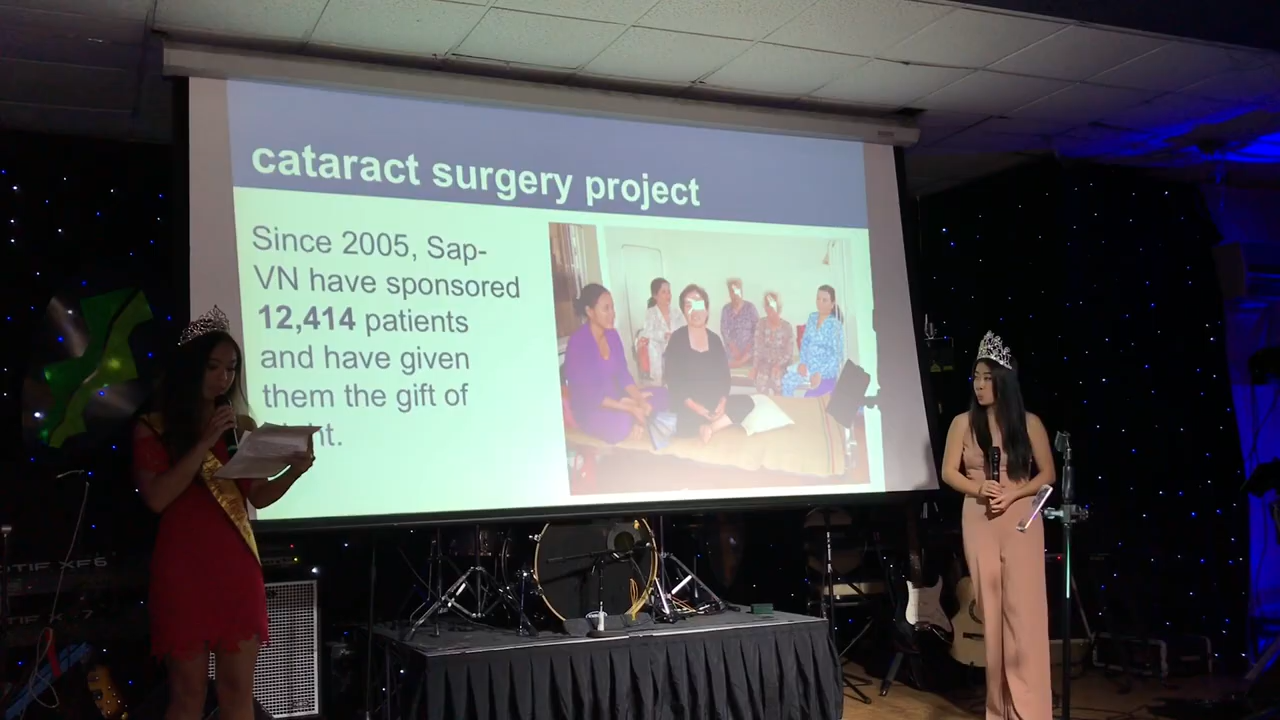 cataract surgery project
Since 2005, Sap-
VN have sponsored
12,414 patients
and have given
them the gift of
XF6